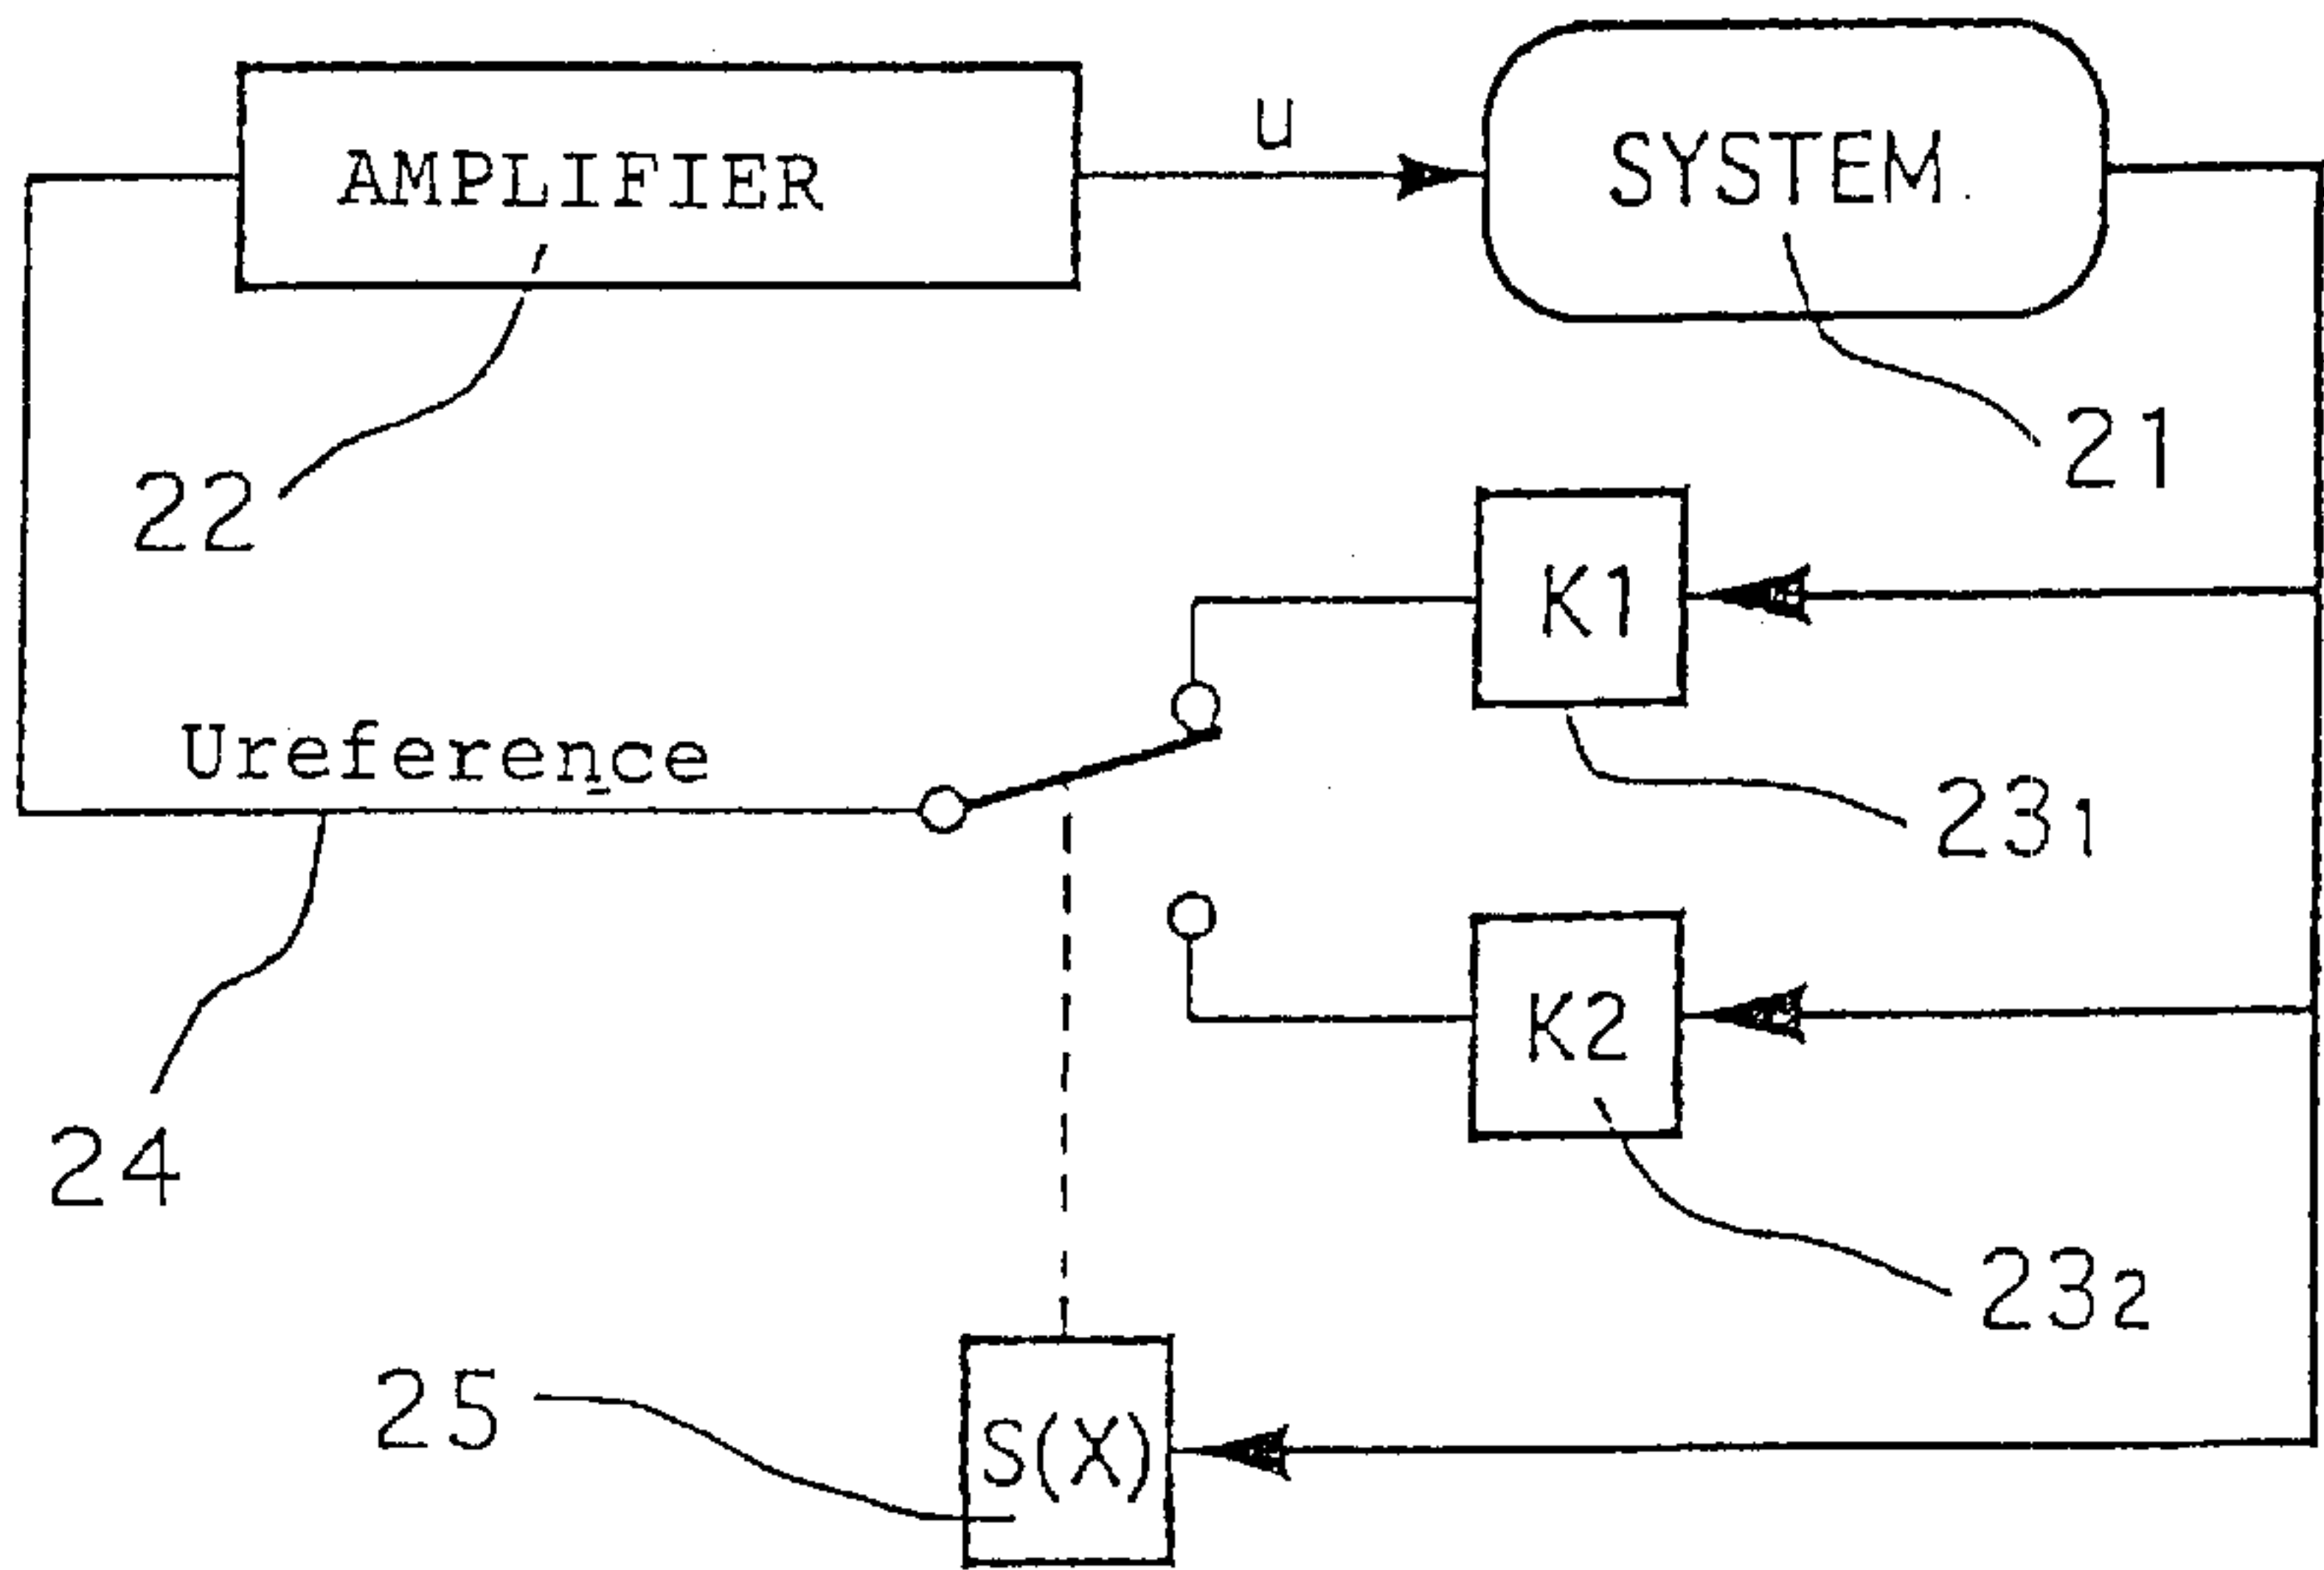 AMPLIFIER
u
SYSTEM
22
21
K1
Ureference
231
K2
24
232
25
S(X)